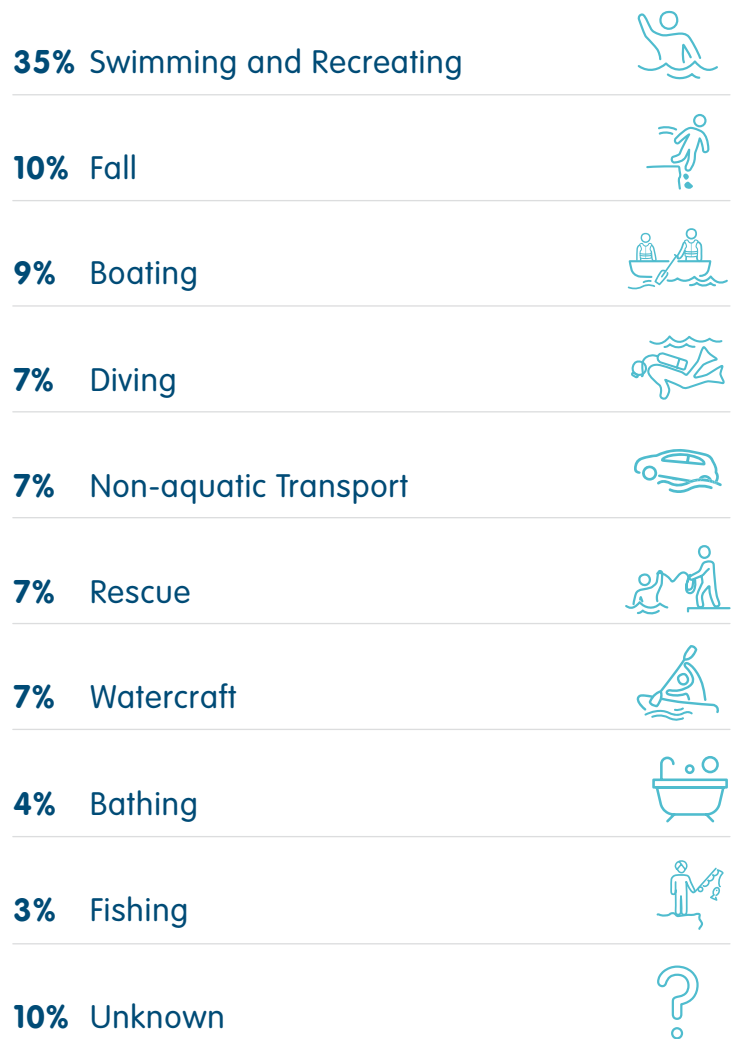 35% Swimming and Recreating
10% Fall
9% Boating
7% Diving
7% Non-aquatic Transport
7% Rescue
7% Watercraft
4% Bathing
3% Fishing
10% Unknown